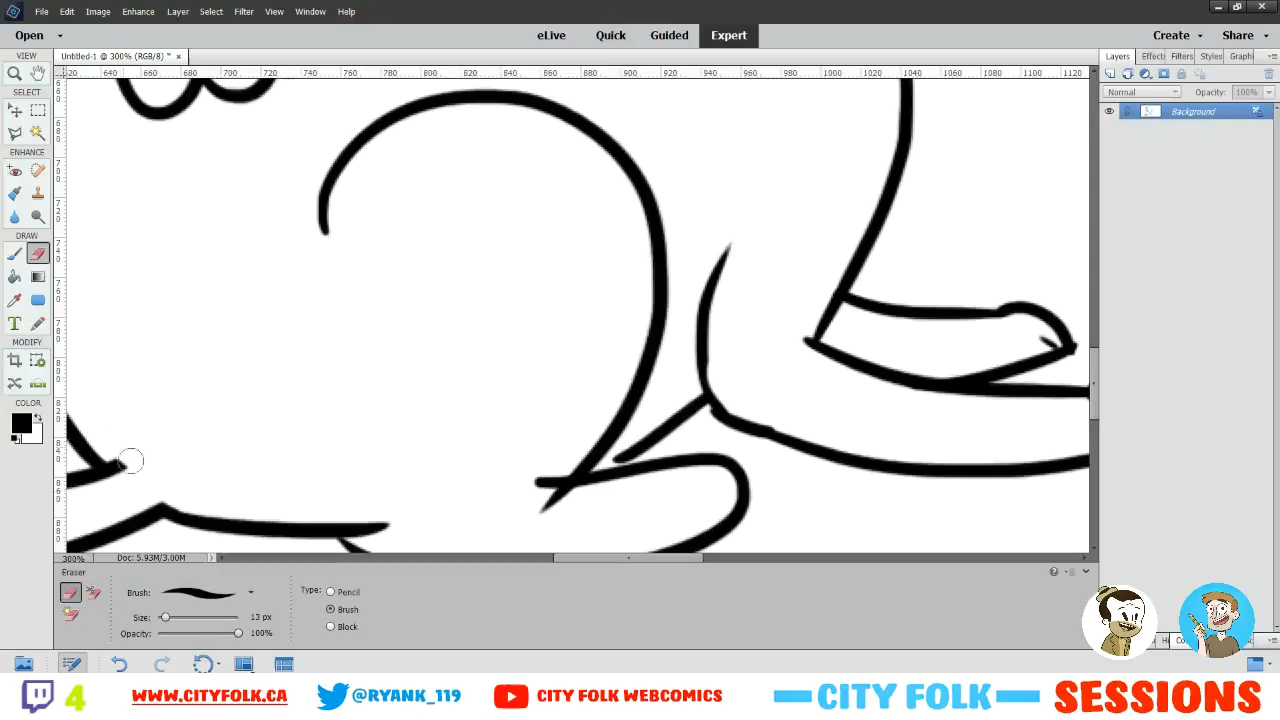 File Edit Image Enhance Layer Select Filter View Window Help
Open eLive Quick Guided Expert Create Share
Untitled-1 @ 300% (RGB/8) * × Layers Effect Filters Styles Graph
VIEW
620 640 660 680 700 720 740 760 780 800 820 840 860 880 900 920 940 960 980 1000 1020 1040 1060 1080 1100 1120
SELECT
Normal Opacity: 100%
Background
ENHANCE
DRAW
MODIFY
COLOR
300% Doc: 5.93M/3.00M
Eraser
Brush: Type: Pencil
Size: 13 px Brush
Opacity: 100% Block
4 WWW.CITYFOLK.CA @RYANK_119 CITY FOLK WEBCOMICS CITY FOLK SESSIONS